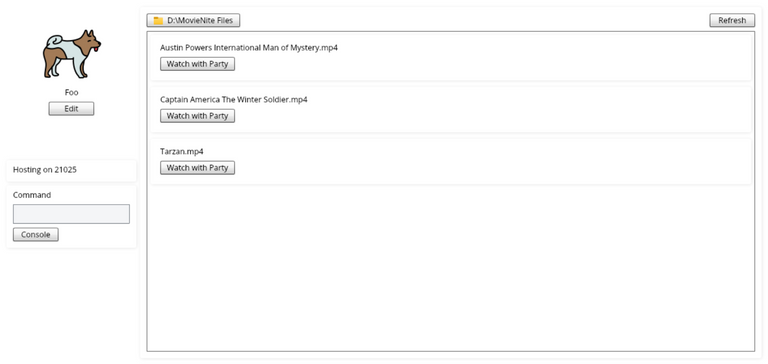 Foo
Edit
Hosting on 21025
Command
Console
D:\MovieNite Files
Refresh
Austin Powers International Man of Mystery.mp4
Watch with Party
Captain America The Winter Soldier.mp4
Watch with Party
Tarzan.mp4
Watch with Party